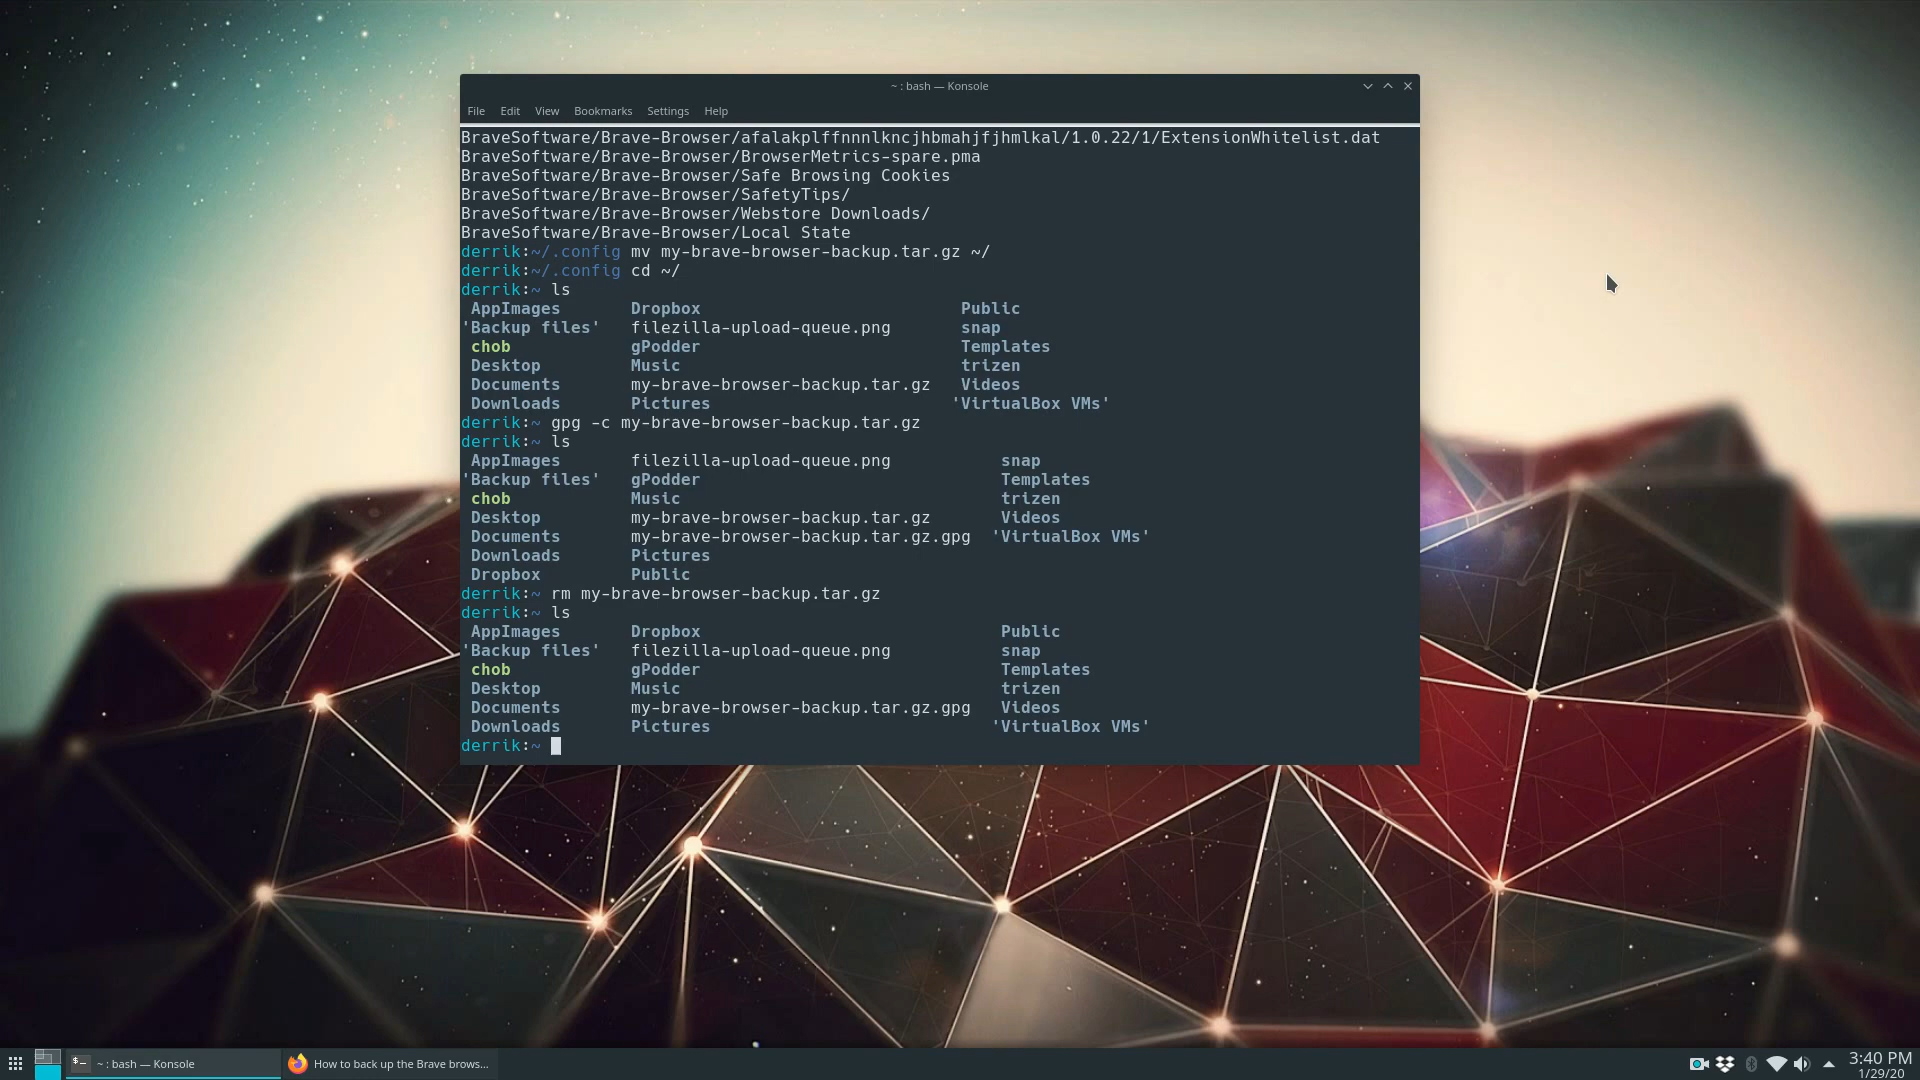 ~ : bash — Konsole
File Edit View Bookmarks Settings Help
BraveSoftware/Brave-Browser/afalakplffnnnlkncjhbmahjfjhmlkal/1.0.22/1/ExtensionWhitelist.dat
BraveSoftware/Brave-Browser/BrowserMetrics-spare.pma
BraveSoftware/Brave-Browser/Safe Browsing Cookies
BraveSoftware/Brave-Browser/SafetyTips/
BraveSoftware/Brave-Browser/Webstore Downloads/
BraveSoftware/Brave-Browser/Local State
derrik:~/.config mv my-brave-browser-backup.tar.gz ~/
derrik:~/.config cd ~/
derrik:~ ls
AppImages Dropbox Public
'Backup files' filezilla-upload-queue.png snap
chob gPodder Templates
Desktop Music trizen
Documents my-brave-browser-backup.tar.gz Videos
Downloads Pictures 'VirtualBox VMs'
derrik:~ gpg -c my-brave-browser-backup.tar.gz
derrik:~ ls
AppImages filezilla-upload-queue.png snap
'Backup files' gPodder Templates
chob Music trizen
Desktop my-brave-browser-backup.tar.gz Videos
Documents my-brave-browser-backup.tar.gz.gpg 'VirtualBox VMs'
Downloads Pictures
Dropbox Public
derrik:~ rm my-brave-browser-backup.tar.gz
derrik:~ ls
AppImages Dropbox Public
'Backup files' filezilla-upload-queue.png snap
chob gPodder Templates
Desktop Music trizen
Documents my-brave-browser-backup.tar.gz.gpg Videos
Downloads Pictures 'VirtualBox VMs'
derrik:~
~ : bash — Konsole
How to back up the Brave brows...
3:40 PM
1/29/20